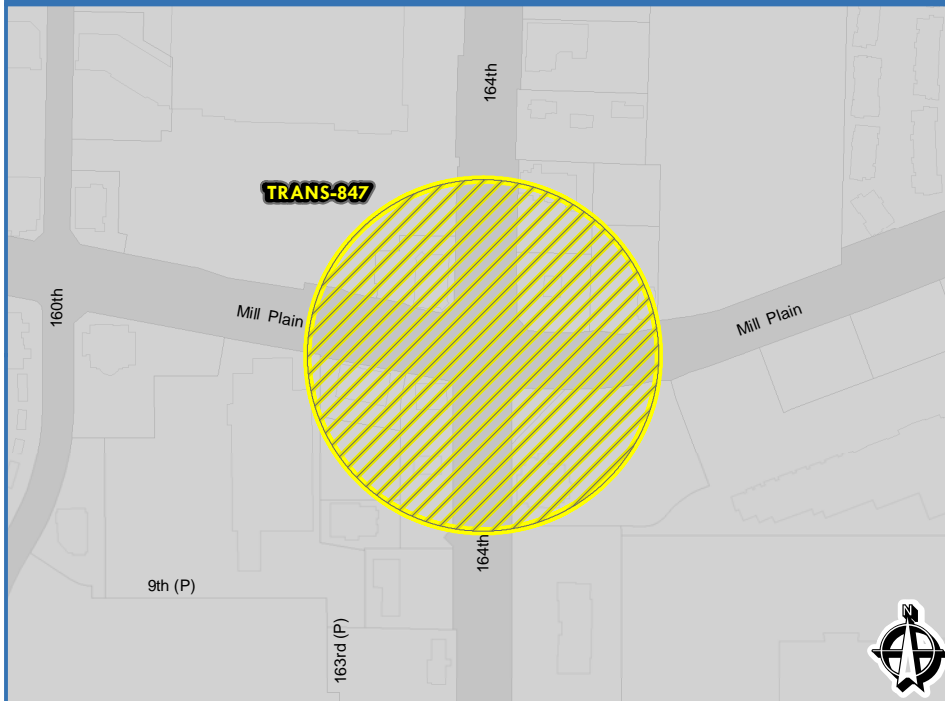 164th
TRANS-847
160th
Mill Plain
Mill Plain
164th
9th (P)
163rd (P)
N